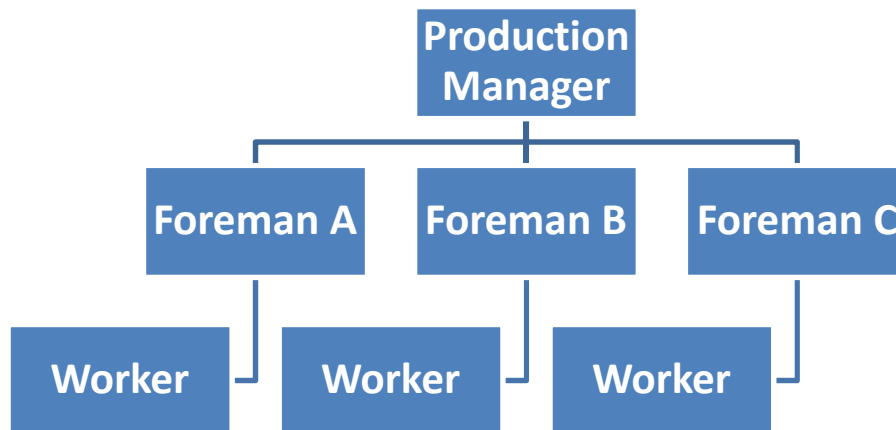 Production
Manager
Foreman A
Foreman B
Foreman C
Worker
Worker
Worker